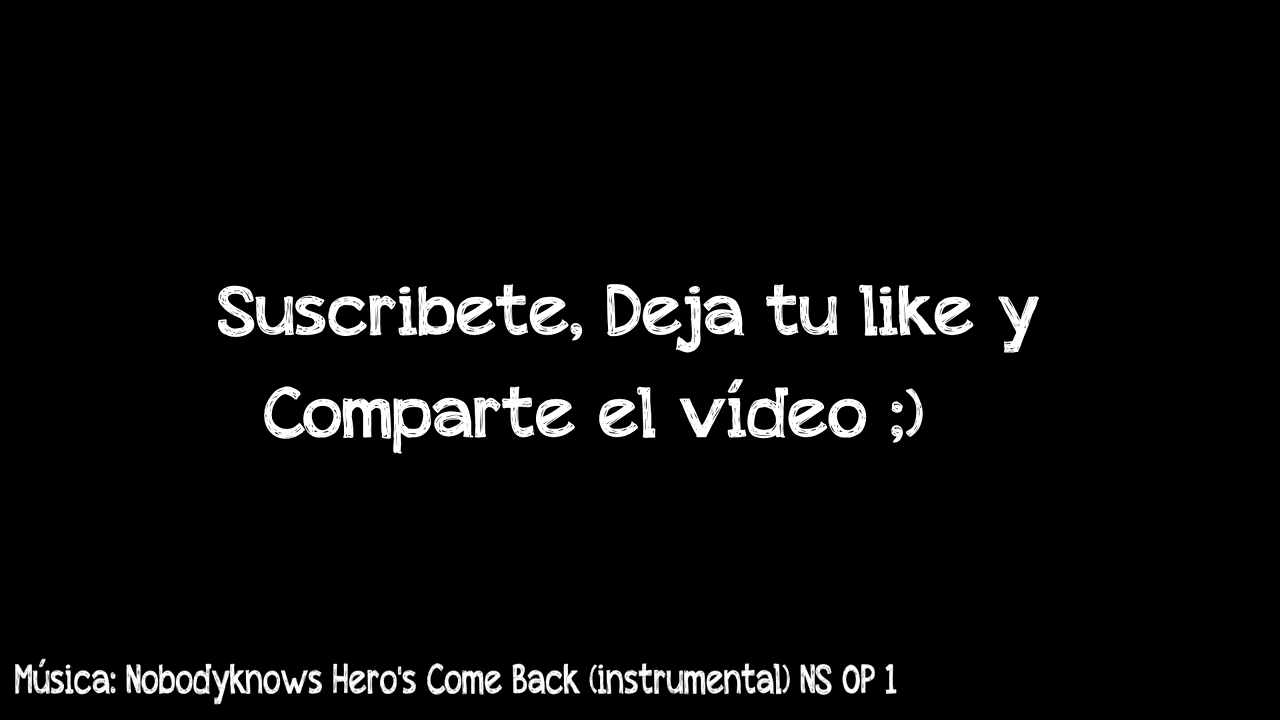 Suscribete, Deja tu like y
Comparte el vídeo ;)
Música: Nobodyknows Hero's Come Back (instrumental) NS OP 1